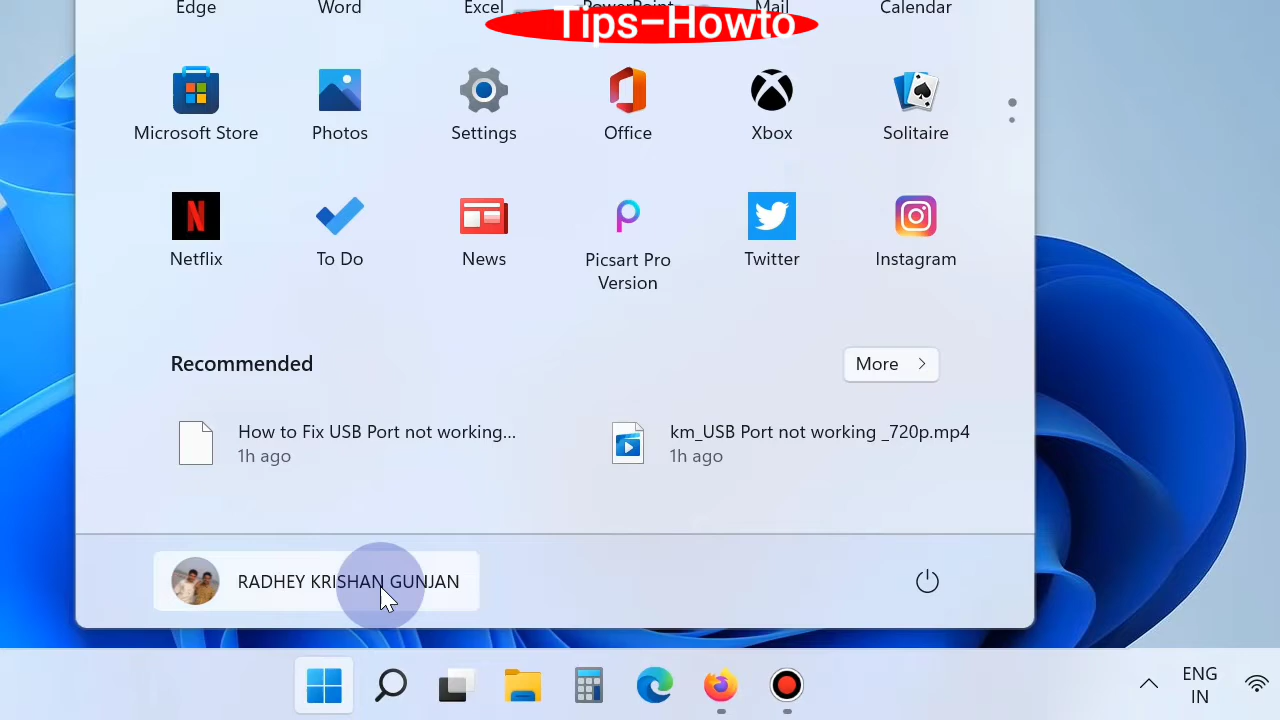 Edge Word Excel PowerPoint Mail Calendar
Tips-Howto
Microsoft Store Photos Settings Office Xbox Solitaire
Netflix To Do News Picsart Pro Twitter Instagram
Version
Recommended More
How to Fix USB Port not working... km_USB Port not working _720p.mp4
1h ago 1h ago
RADHEY KRISHAN GUNJAN
ENG
IN